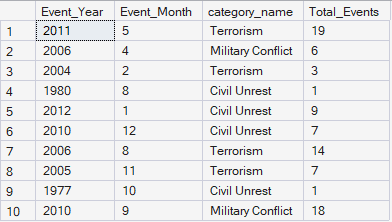 Event_Year Event_Month category_name Total_Events
1 2011 5 Terrorism 19
2 2006 4 Military Conflict 6
3 2004 2 Terrorism 3
4 1980 8 Civil Unrest 1
5 2012 1 Civil Unrest 9
6 2010 12 Civil Unrest 7
7 2006 8 Terrorism 14
8 2005 11 Terrorism 7
9 1977 10 Civil Unrest 1
10 2010 9 Military Conflict 18